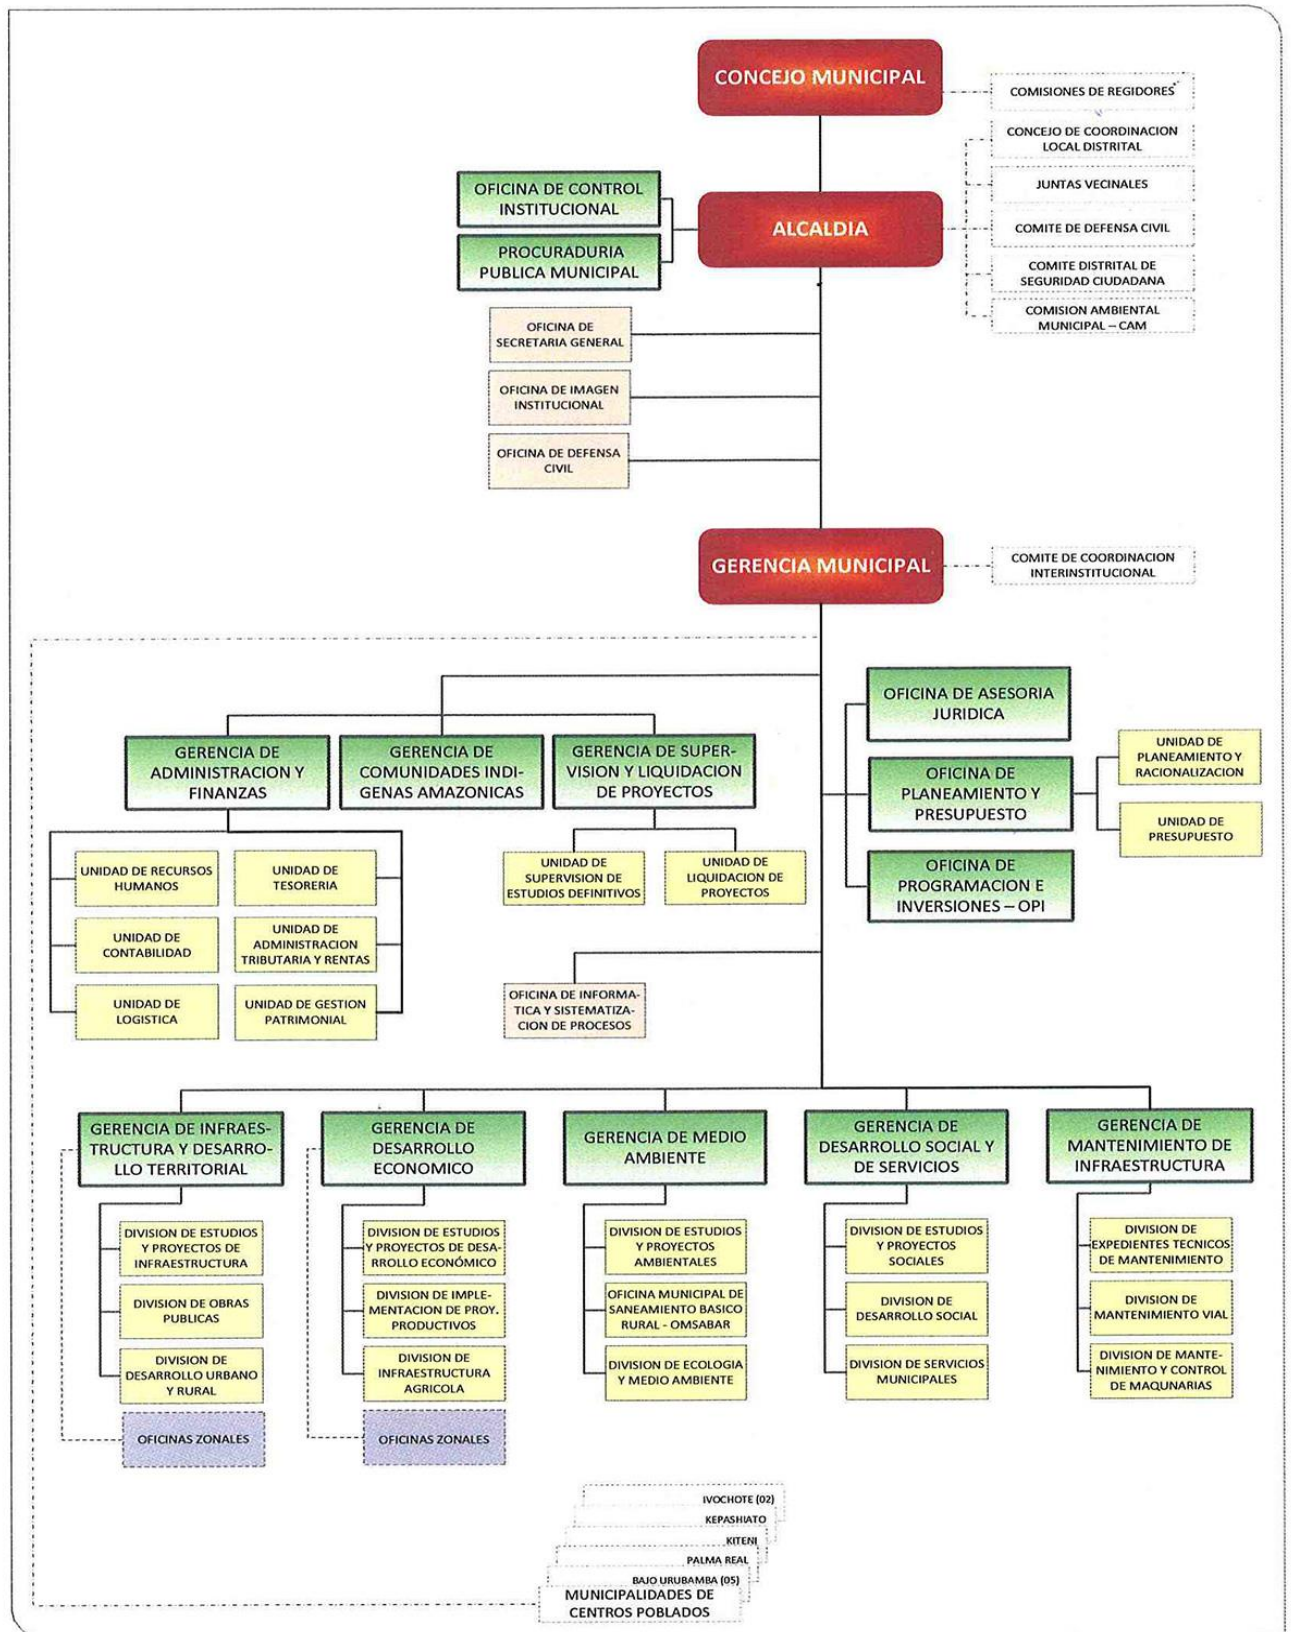 CONCEJO MUNICIPAL
COMISIONES DE REGIDORES
CONCEJO DE COORDINACION
LOCAL DISTRITAL
JUNTAS VECINALES
COMITE DE DEFENSA CIVIL
COMITE DISTRITAL DE
SEGURIDAD CIUDADANA
COMISION AMBIENTAL
MUNICIPAL – CAM
OFICINA DE CONTROL
INSTITUCIONAL
PROCURADURIA
PUBLICA MUNICIPAL
ALCALDIA
OFICINA DE
SECRETARIA GENERAL
OFICINA DE IMAGEN
INSTITUCIONAL
OFICINA DE DEFENSA
CIVIL
GERENCIA MUNICIPAL
COMITE DE COORDINACION
INTERINSTITUCIONAL
OFICINA DE ASESORIA
JURIDICA
OFICINA DE
PLANEAMIENTO Y
PRESUPUESTO
OFICINA DE
PROGRAMACION E
INVERSIONES – OPI
UNIDAD DE
PLANEAMIENTO Y
RACIONALIZACION
UNIDAD DE
PRESUPUESTO
GERENCIA DE
ADMINISTRACION Y
FINANZAS
GERENCIA DE
COMUNIDADES INDI-
GENAS AMAZONICAS
GERENCIA DE SUPER-
VISION Y LIQUIDACION
DE PROYECTOS
UNIDAD DE RECURSOS
HUMANOS
UNIDAD DE
TESORERIA
UNIDAD DE
CONTABILIDAD
UNIDAD DE
ADMINISTRACION
TRIBUTARIA Y RENTAS
UNIDAD DE
LOGISTICA
UNIDAD DE GESTION
PATRIMONIAL
UNIDAD DE
SUPERVISION DE
ESTUDIOS DEFINITIVOS
UNIDAD DE
LIQUIDACION DE
PROYECTOS
OFICINA DE INFORMA-
TICA Y SISTEMATIZA-
CION DE PROCESOS
GERENCIA DE INFRAES-
TRUCTURA Y DESARRO-
LLO TERRITORIAL
DIVISION DE ESTUDIOS
Y PROYECTOS DE
INFRAESTRUCTURA
DIVISION DE OBRAS
PUBLICAS
DIVISION DE
DESARROLLO URBANO
Y RURAL
OFICINAS ZONALES
GERENCIA DE
DESARROLLO
ECONOMICO
DIVISION DE ESTUDIOS
Y PROYECTOS DE DESA-
RROLLO ECONÓMICO
DIVISION DE IMPLE-
MENTACION DE PROY.
PRODUCTIVOS
DIVISION DE
INFRAESTRUCTURA
AGRICOLA
OFICINAS ZONALES
GERENCIA DE MEDIO
AMBIENTE
DIVISION DE ESTUDIOS
Y PROYECTOS
AMBIENTALES
OFICINA MUNICIPAL DE
SANEAMIENTO BASICO
RURAL - OMSABAR
DIVISION DE ECOLOGIA
Y MEDIO AMBIENTE
GERENCIA DE
DESARROLLO SOCIAL Y
DE SERVICIOS
DIVISION DE ESTUDIOS
Y PROYECTOS
SOCIALES
DIVISION DE
DESARROLLO SOCIAL
DIVISION DE SERVICIOS
MUNICIPALES
GERENCIA DE
MANTENIMIENTO DE
INFRAESTRUCTURA
DIVISION DE
EXPEDIENTES TECNICOS
DE MANTENIMIENTO
DIVISION DE
MANTENIMIENTO VIAL
DIVISION DE MANTE-
NIMIENTO Y CONTROL
DE MAQUNARIAS
IVOCHOTE (02)
KEPASHIATO
KITENI
PALMA REAL
BAJO URUBAMBA (05)
MUNICIPALIDADES DE
CENTROS POBLADOS